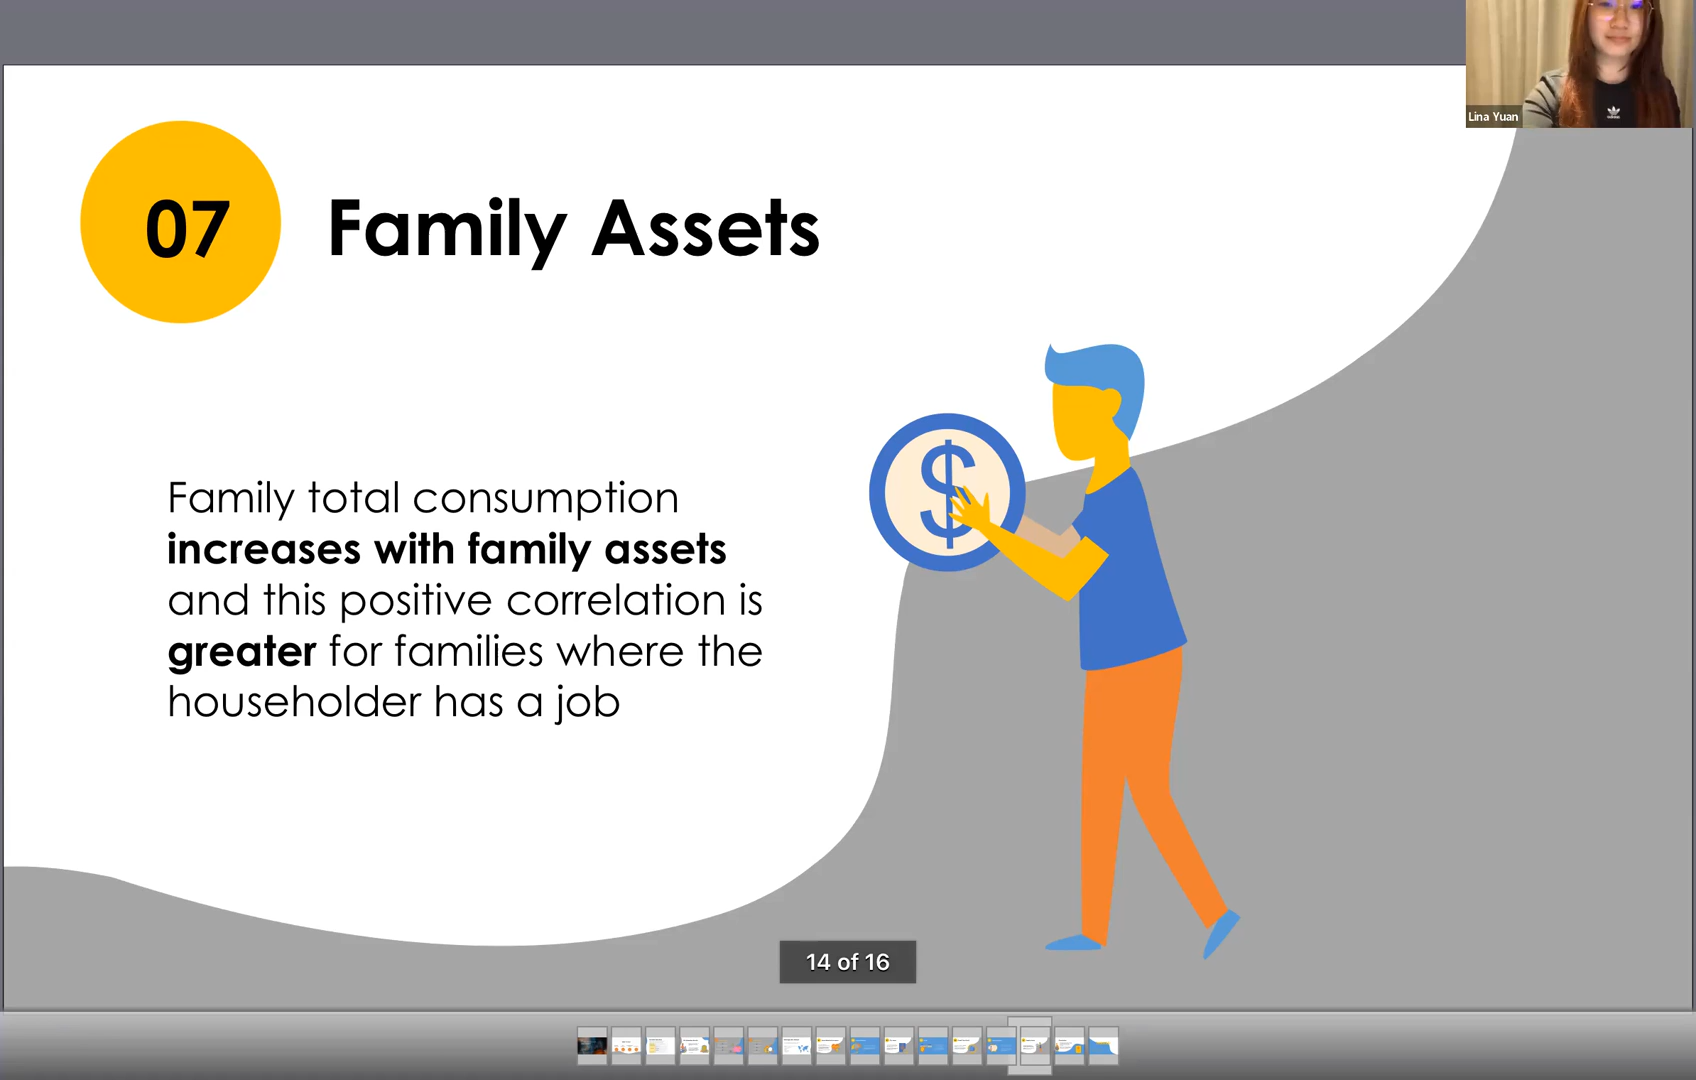 Lina Yuan
07
Family Assets
Family total consumption
increases with family assets
and this positive correlation is
greater for families where the
householder has a job
$
14 of 16